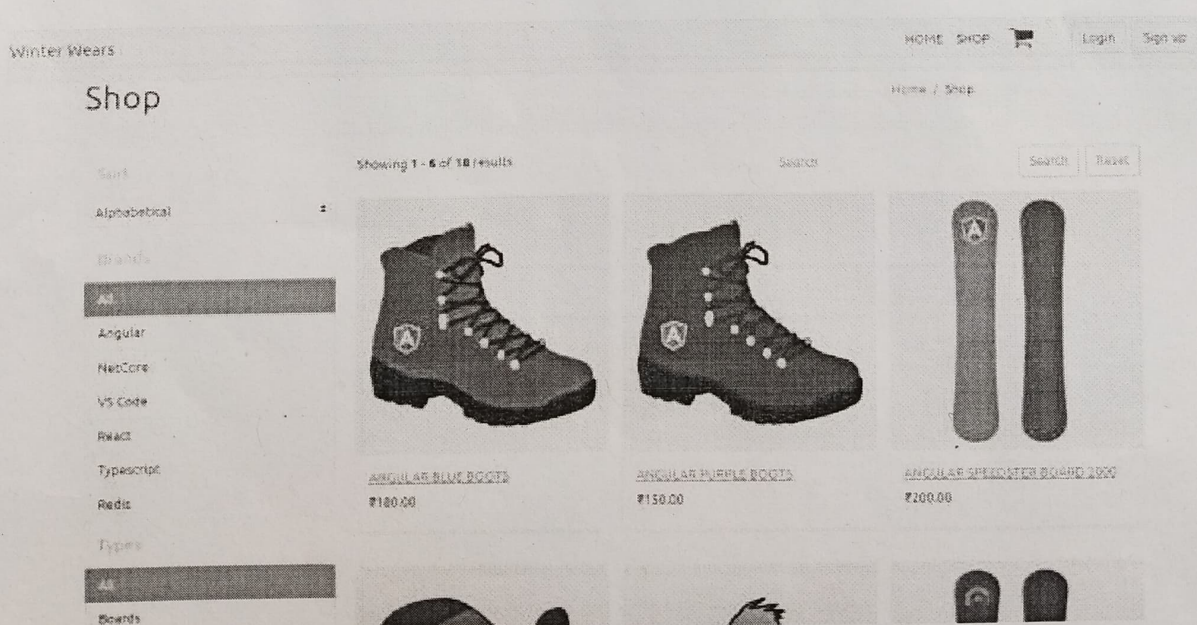 Winter Wears
HOME SHOP
Login
Sign up
Shop
Home / Shop
Sort
Alphabetical
Brands
All
Angular
NetCore
VS Code
React
Typescript
Redis
Types
All
Boards
Showing 1 - 6 of 18 results
Search
Search
Reset
A
A
A
ANGULAR BLUE BOOTS
₹180.00
ANGULAR PURPLE BOOTS
₹150.00
ANGULAR SPEEDSTER BOARD 2000
₹200.00